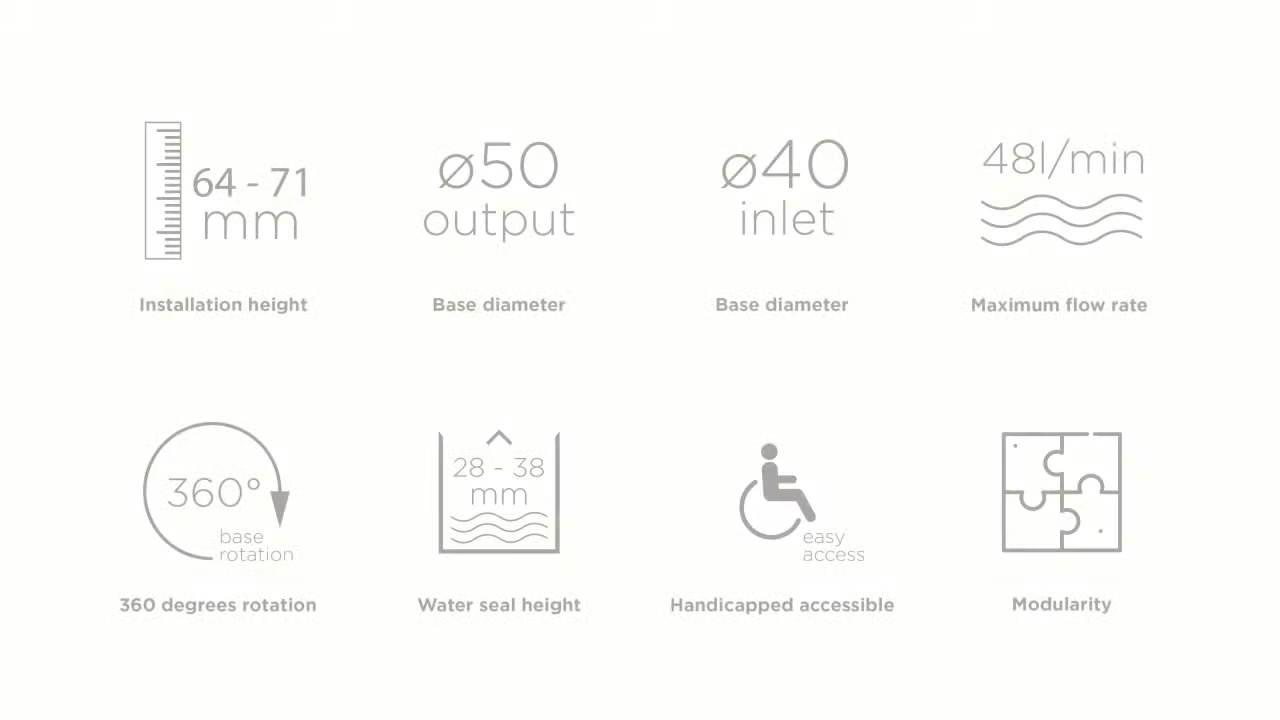 64 - 71
mm
Installation height
ø50
output
Base diameter
ø40
inlet
Base diameter
48l/min
Maximum flow rate
360°
base
rotation
360 degrees rotation
28 - 38
mm
Water seal height
easy
access
Handicapped accessible
Modularity